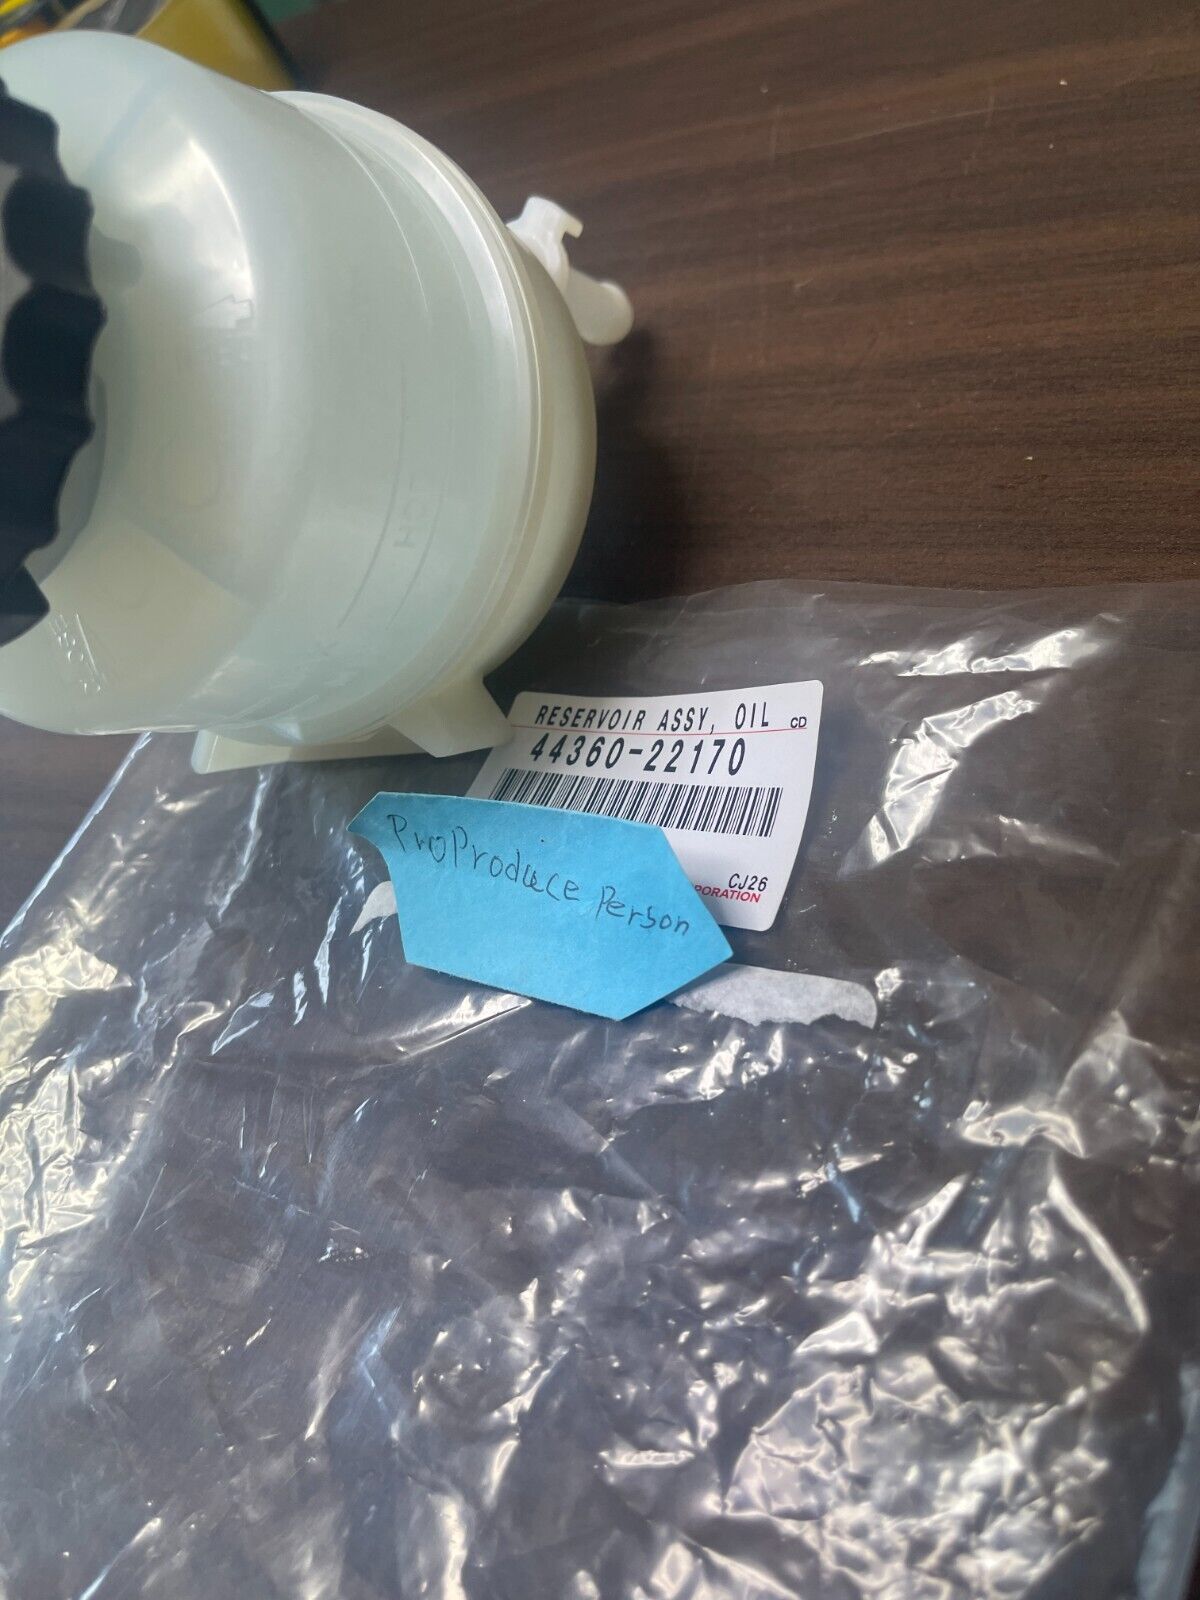 RESERVOIR ASSY, OIL CD
44360-22170
ProProduce Person
CJ26
PORATION